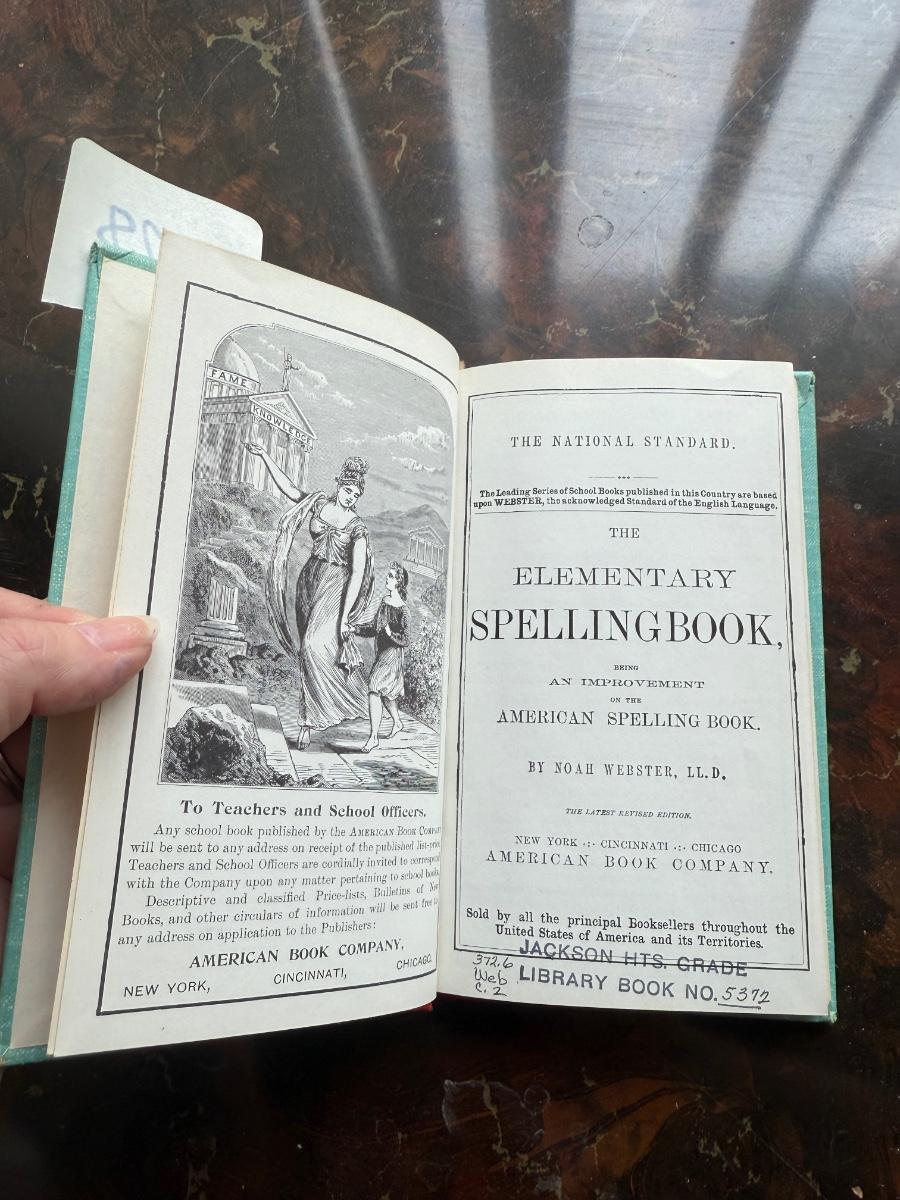 FAME.
KNOWLEDGE
To Teachers and School Officers.
Any school book published by the AMERICAN BOOK
will be sent to any address on receipt of the published
Teachers and School Officers are cordially invited to
with the Company upon any matter pertaining to school
Descriptive and classified Price-lists, Bulletins of
Books, and other circulars of information will be sent
any address on application to the Publishers:
AMERICAN BOOK COMPANY,
NEW YORK, CINCINNATI, CHICAGO.
THE NATIONAL STANDARD.
The Leading Series of School Books published in this Country are based
upon WEBSTER, the acknowledged Standard of the English Language.
THE
ELEMENTARY
SPELLING BOOK,
BEING
AN IMPROVEMENT
ON THE
AMERICAN SPELLING BOOK.
BY NOAH WEBSTER, LL.D.
THE LATEST REVISED EDITION.
NEW YORK .:. CINCINNATI .:. CHICAGO
AMERICAN BOOK COMPANY.
Sold by all the principal Booksellers throughout the
United States of America and its Territories.
JACKSON HTS. GRADE
LIBRARY BOOK NO. 5372
372.6
Web
C. 2